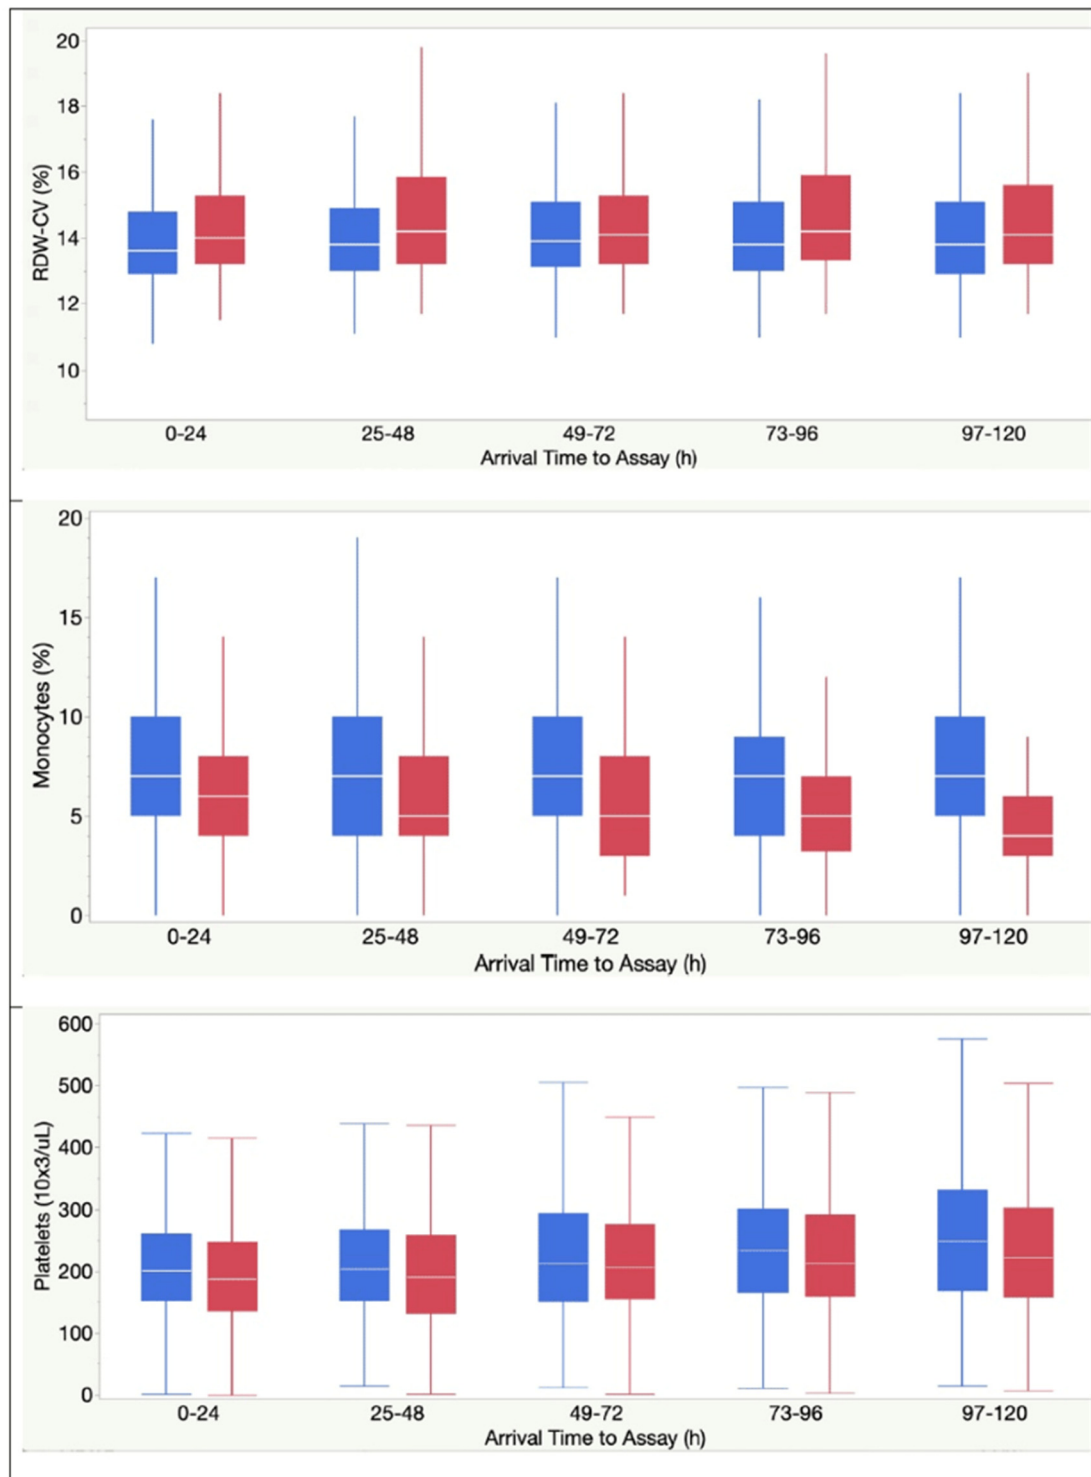 RDW-CV (%)
20
18
16
14
12
10
0-24 25-48 49-72 73-96 97-120
Arrival Time to Assay (h)
Monocytes (%)
20
15
10
5
0
0-24 25-48 49-72 73-96 97-120
Arrival Time to Assay (h)
Platelets (10x3/uL)
600
500
400
300
200
100
0
0-24 25-48 49-72 73-96 97-120
Arrival Time to Assay (h)